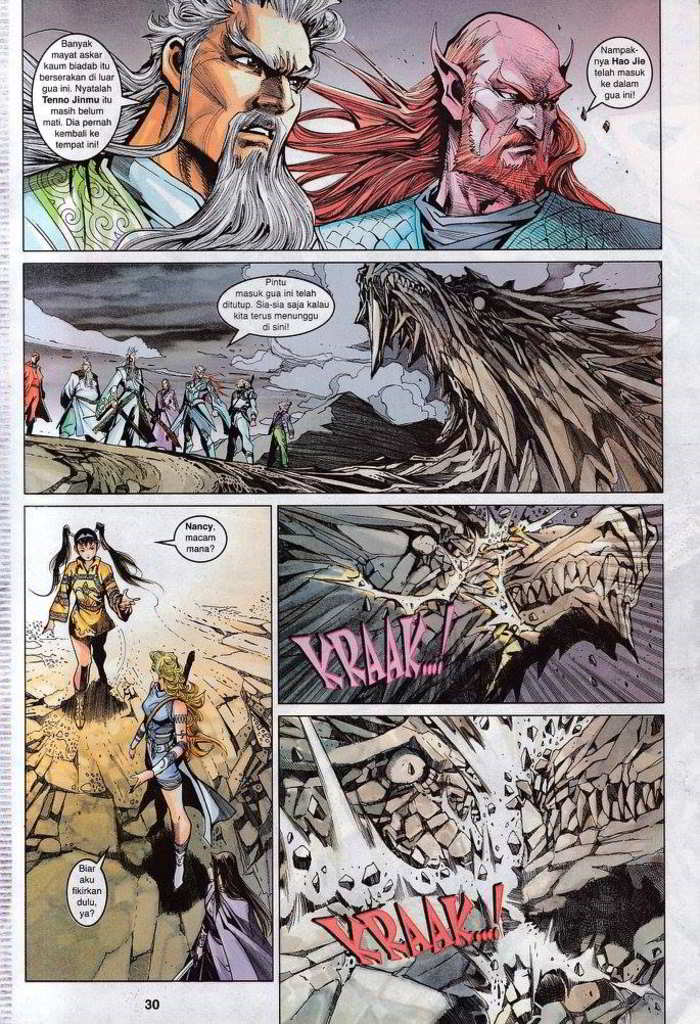 Banyak
mayat askar
kaum biadab itu
berserakan di luar
gua ini. Nyatalah
Tenno Jinmu itu
masih belum
mati. Dia pernah
kembali ke
tempat ini!
Nampak-
nya Hao Jie
telah masuk
ke dalam
gua ini!
Pintu
masuk gua ini telah
ditutup. Sia-sia saja kalau
kita terus menunggu
di sini!
Nancy,
macam
mana?
Biar
aku
fikirkan
dulu,
ya?
KRAAK...!
KRAAK...!
30